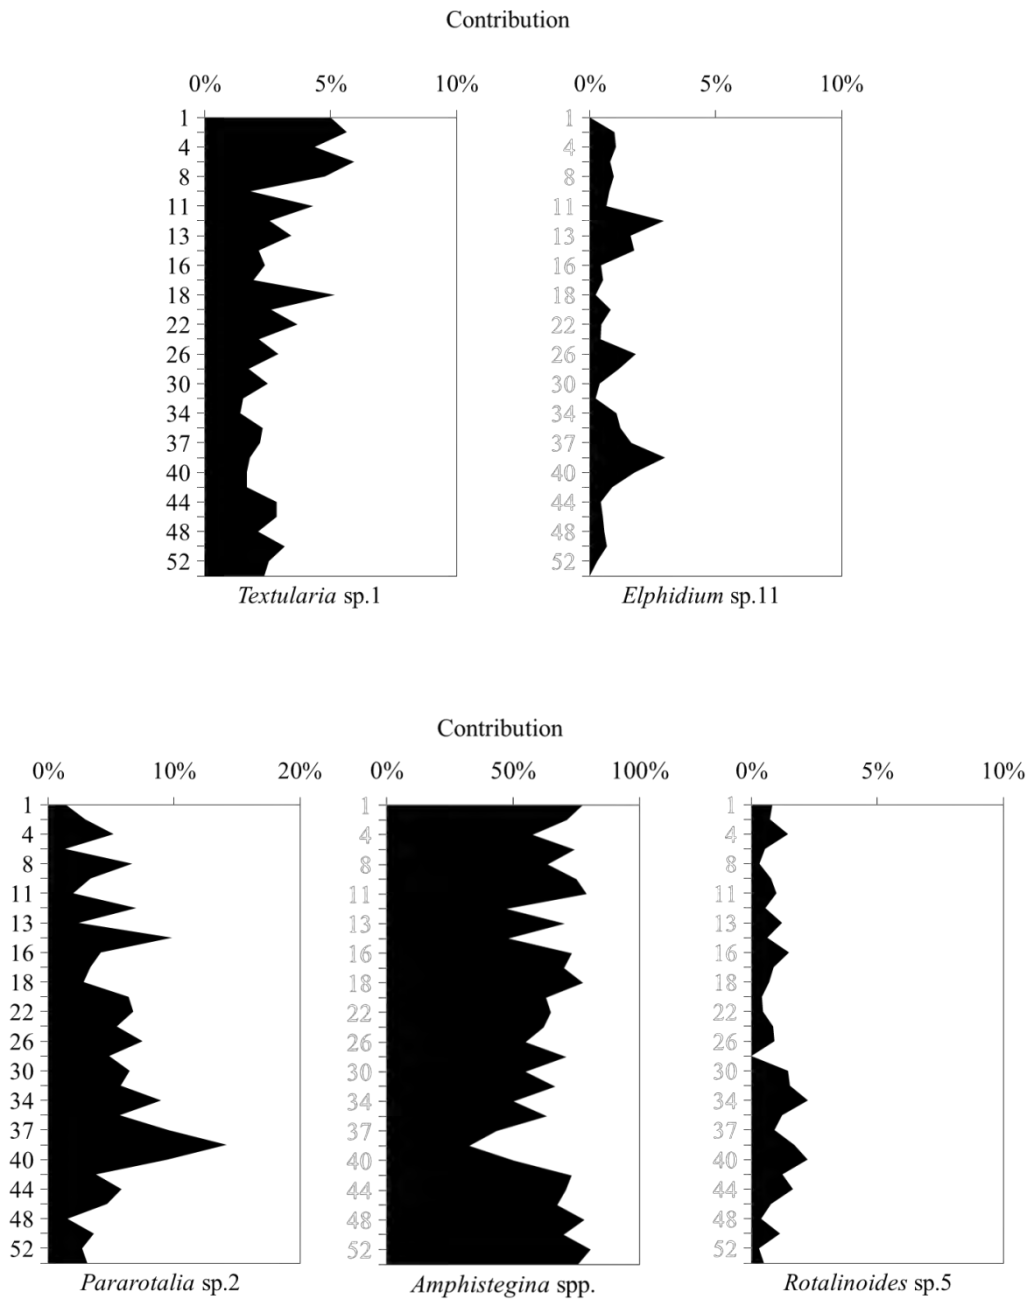 Contribution
0% 5% 10% 0% 5% 10%
1 1
4 4
8 8
11 11
13 13
16 16
18 18
22 22
26 26
30 30
34 34
37 37
40 40
44 44
48 48
52 52
Textularia sp.1 Elphidium sp.11
Contribution
0% 10% 20% 0% 50% 100% 0% 5% 10%
1 1 1
4 4 4
8 8 8
11 11 11
13 13 13
16 16 16
18 18 18
22 22 22
26 26 26
30 30 30
34 34 34
37 37 37
40 40 40
44 44 44
48 48 48
52 52 52
Pararotalia sp.2 Amphistegina spp. Rotalinoides sp.5